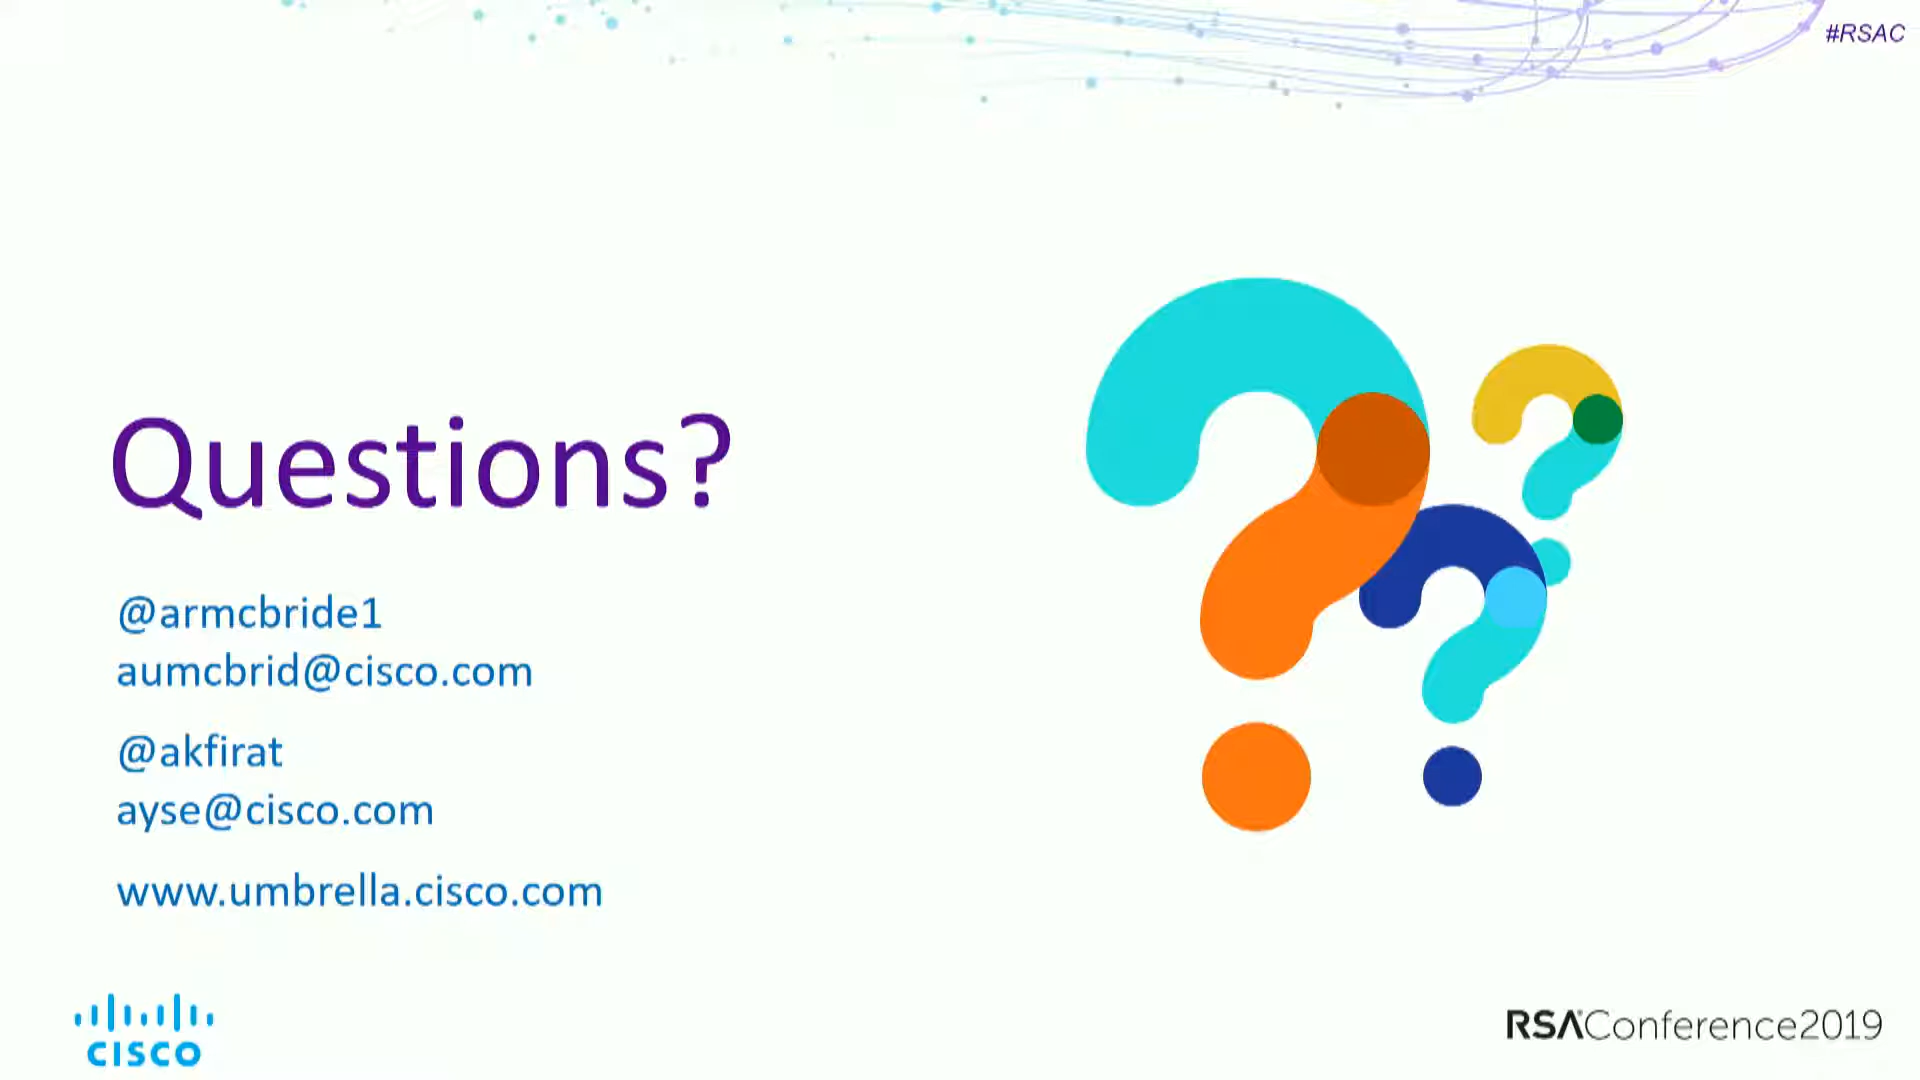 #RSAC
Questions?
@armcbride1
aumcbrid@cisco.com
@akfirat
ayse@cisco.com
www.umbrella.cisco.com
CISCO
RSAConference2019